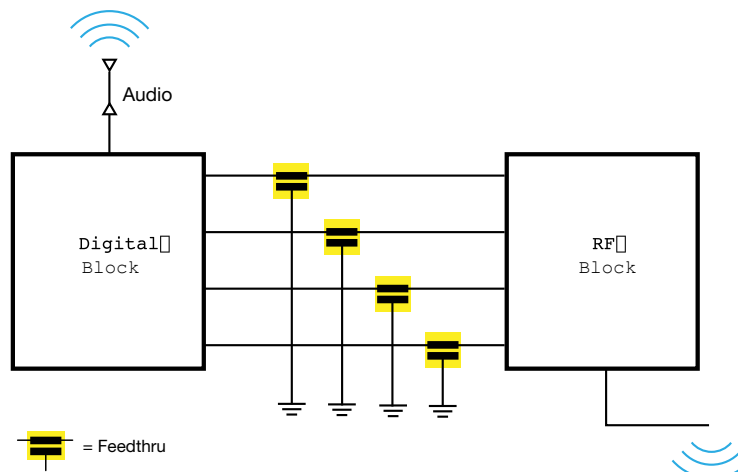 Audio
Digital
Block
RF
Block
= Feedthru